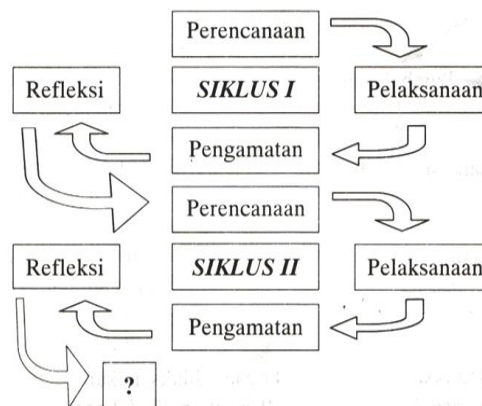 Perencanaan
Refleksi
SIKLUS I
Pelaksanaan
Pengamatan
Perencanaan
Refleksi
SIKLUS II
Pelaksanaan
Pengamatan
?